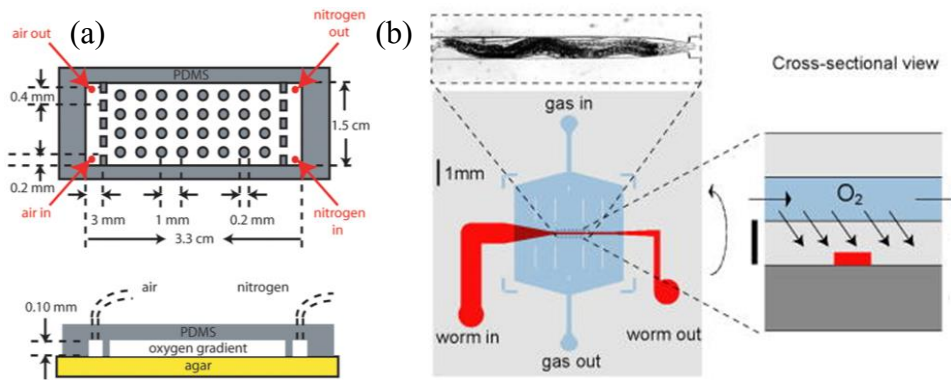 (a)
air out
nitrogen
out
PDMS
0.4 mm
1.5 cm
0.2 mm
air in
3 mm
1 mm
0.2 mm
nitrogen
in
3.3 cm
0.10 mm
air
nitrogen
PDMS
oxygen gradient
agar
(b)
gas in
1mm
worm in
worm out
gas out
Cross-sectional view
O₂